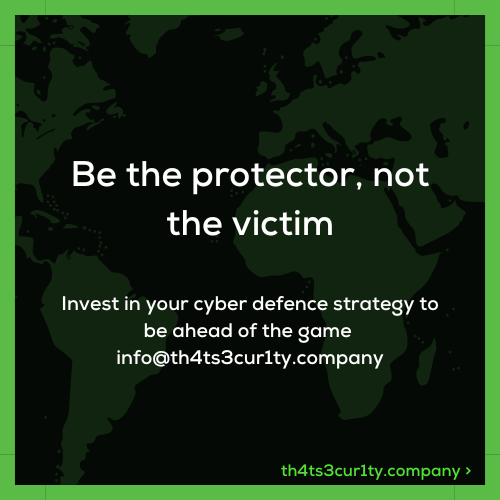 Be the protector, not
the victim
Invest in your cyber defence strategy to
be ahead of the game
info@th4ts3cur1ty.company
th4ts3cur1ty.company >